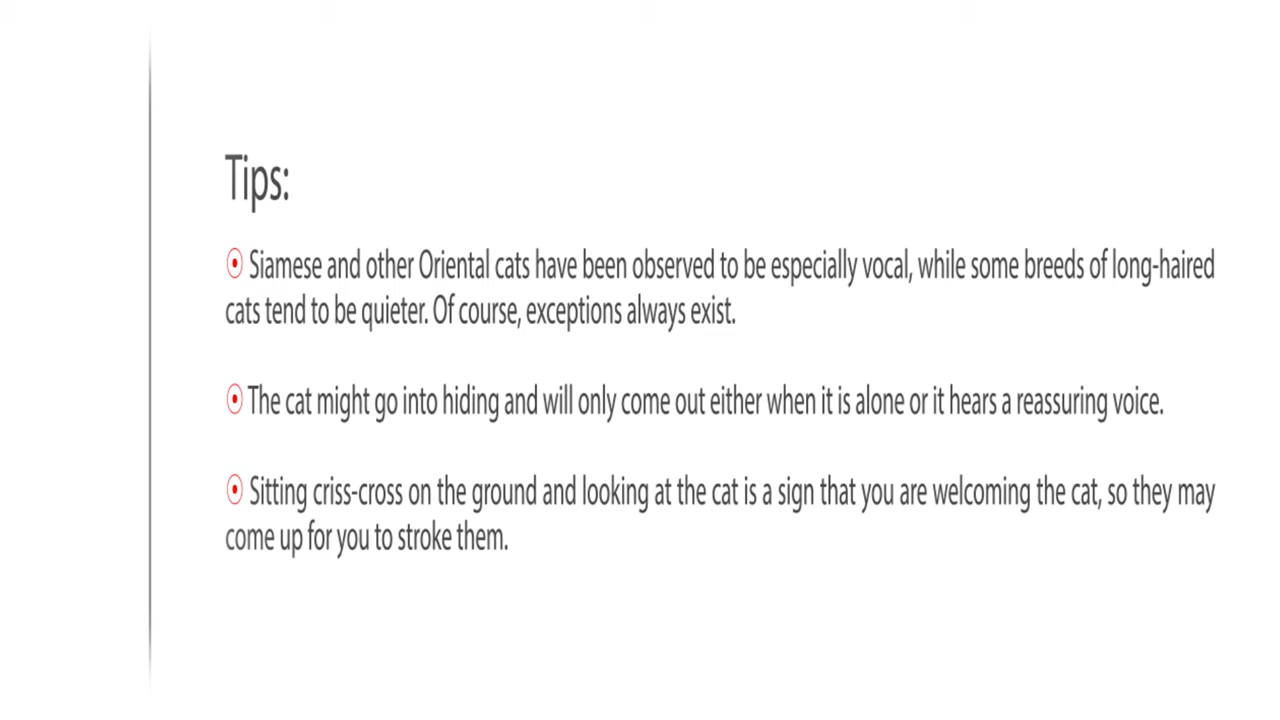 Tips:
☉ Siamese and other Oriental cats have been observed to be especially vocal, while some breeds of long-haired
cats tend to be quieter. Of course, exceptions always exist.
☉ The cat might go into hiding and will only come out either when it is alone or it hears a reassuring voice.
☉ Sitting criss-cross on the ground and looking at the cat is a sign that you are welcoming the cat, so they may
come up for you to stroke them.